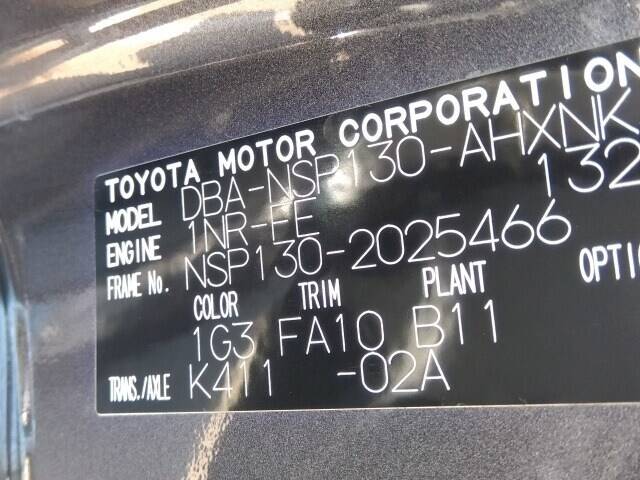 TOYOTA MOTOR CORPORATION
MODEL DBA-NSP130-AHXNK
ENGINE 1NR-FE 132
FRAME No. NSP130-2025466
COLOR TRIM PLANT OPTI
1G3 FA10 B11
TRANS./AXLE K411 -02A